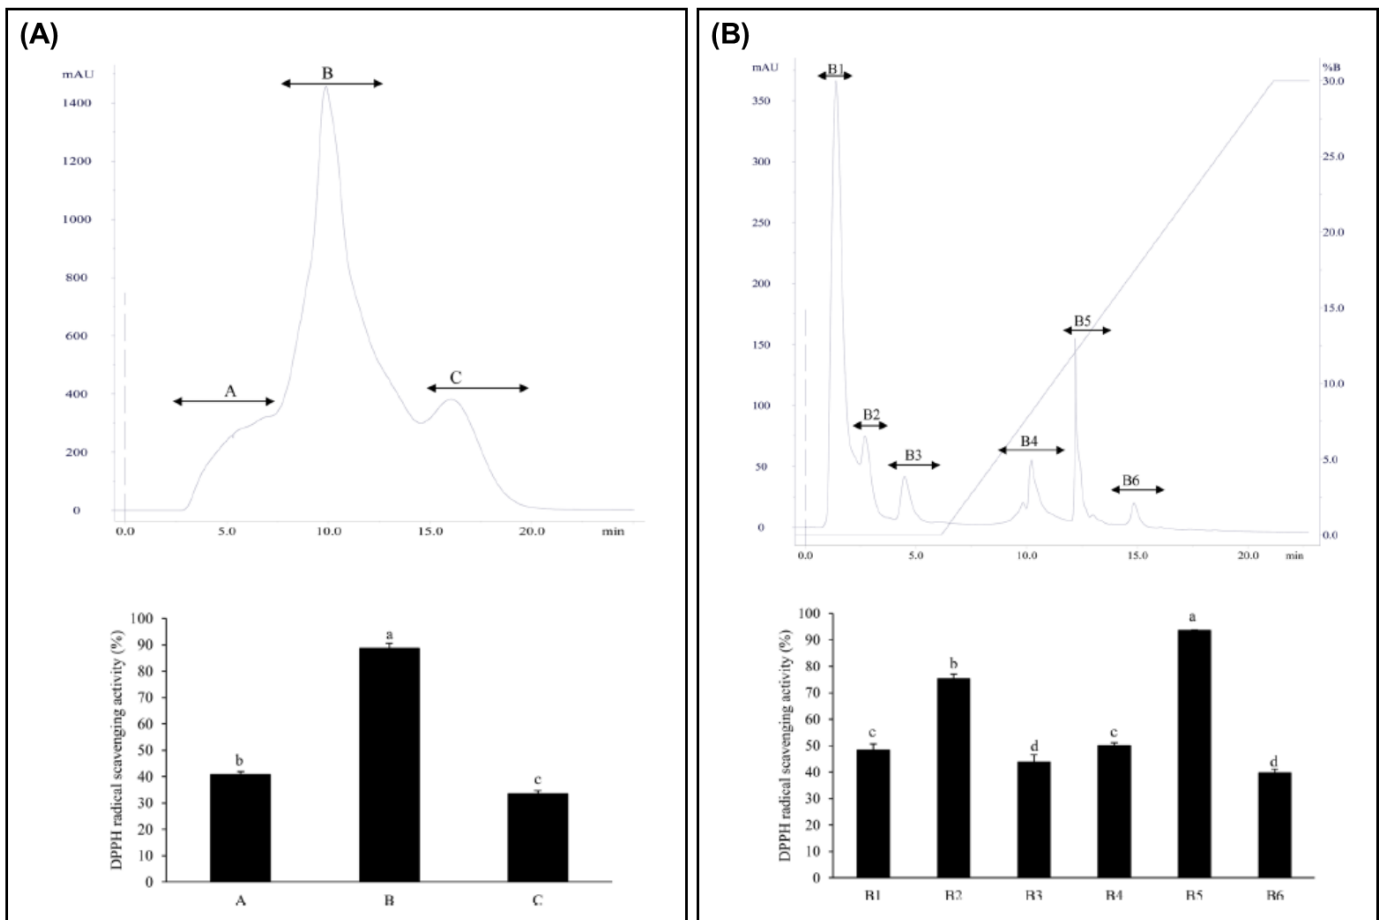 (A)
mAU
1400
1200
1000
800
600
400
200
0
B
A
C
0.0 5.0 10.0 15.0 20.0 min
DPPH radical scavenging activity (%)
100
90
80
70
60
50
40
30
20
10
0
b
a
c
A B C
(B)
mAU
350
300
250
200
150
100
50
0
B1
B2
B3
B4
B5
B6
%B
30.0
25.0
20.0
15.0
10.0
5.0
0.0
0.0 5.0 10.0 15.0 20.0 min
DPPH radical scavenging activity (%)
100
90
80
70
60
50
40
30
20
10
0
c
b
d
c
a
d
B1 B2 B3 B4 B5 B6